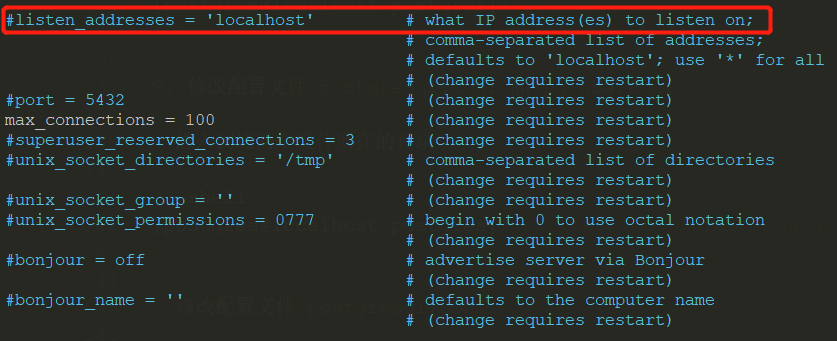 #listen_addresses = 'localhost' # what IP address(es) to listen on;
# comma-separated list of addresses;
# defaults to 'localhost'; use '*' for all
# (change requires restart)
#port = 5432 # (change requires restart)
max_connections = 100 # (change requires restart)
#superuser_reserved_connections = 3 # (change requires restart)
#unix_socket_directories = '/tmp' # comma-separated list of directories
# (change requires restart)
#unix_socket_group = '' # (change requires restart)
#unix_socket_permissions = 0777 # begin with 0 to use octal notation
# (change requires restart)
#bonjour = off # advertise server via Bonjour
# (change requires restart)
#bonjour_name = '' # defaults to the computer name
# (change requires restart)